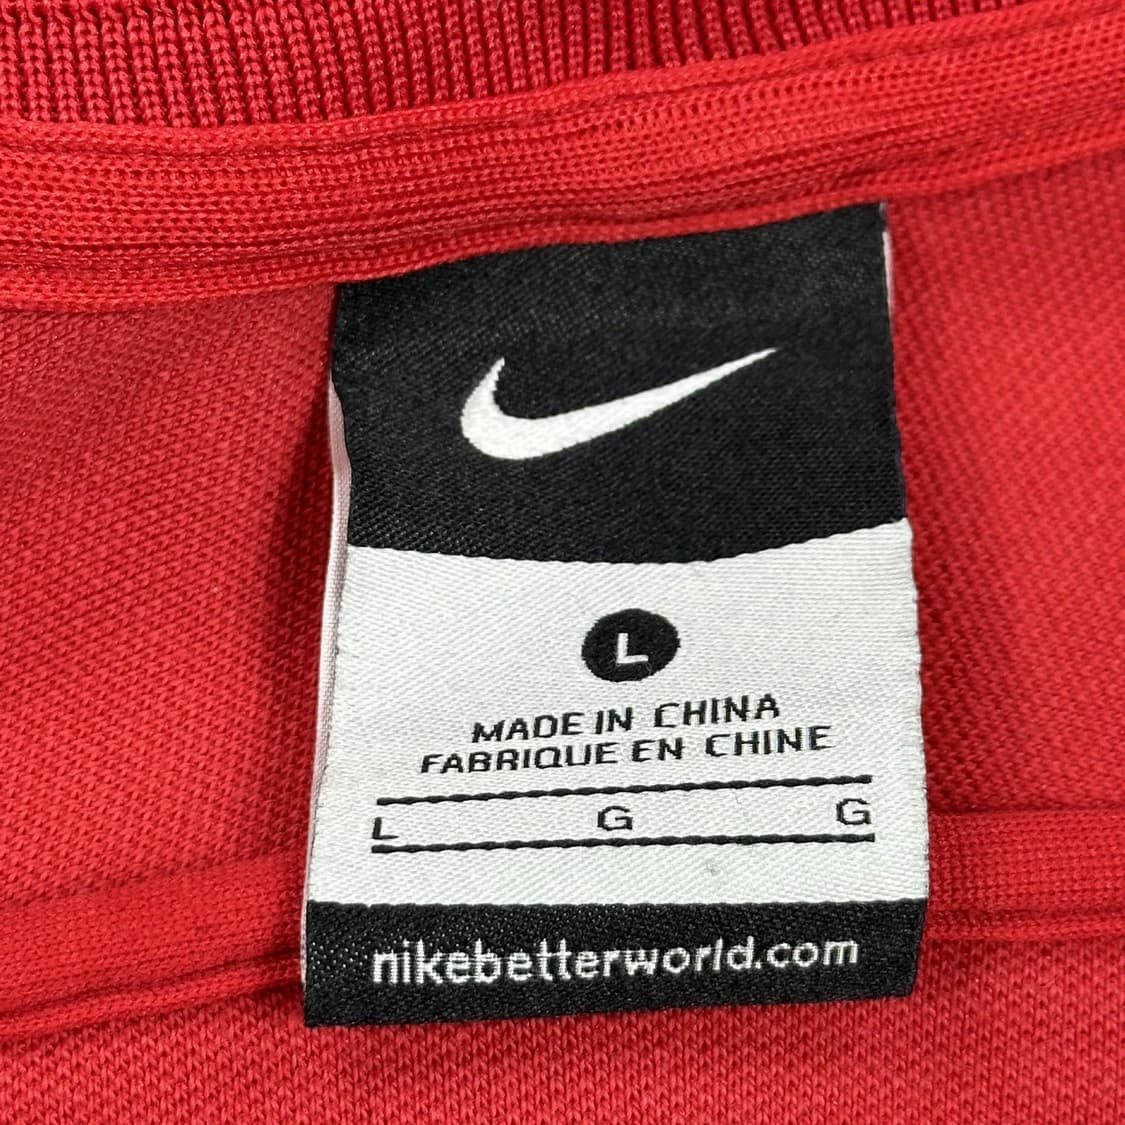 L
MADE IN CHINA
FABRIQUE EN CHINE
L G G
nikebetterworld.com